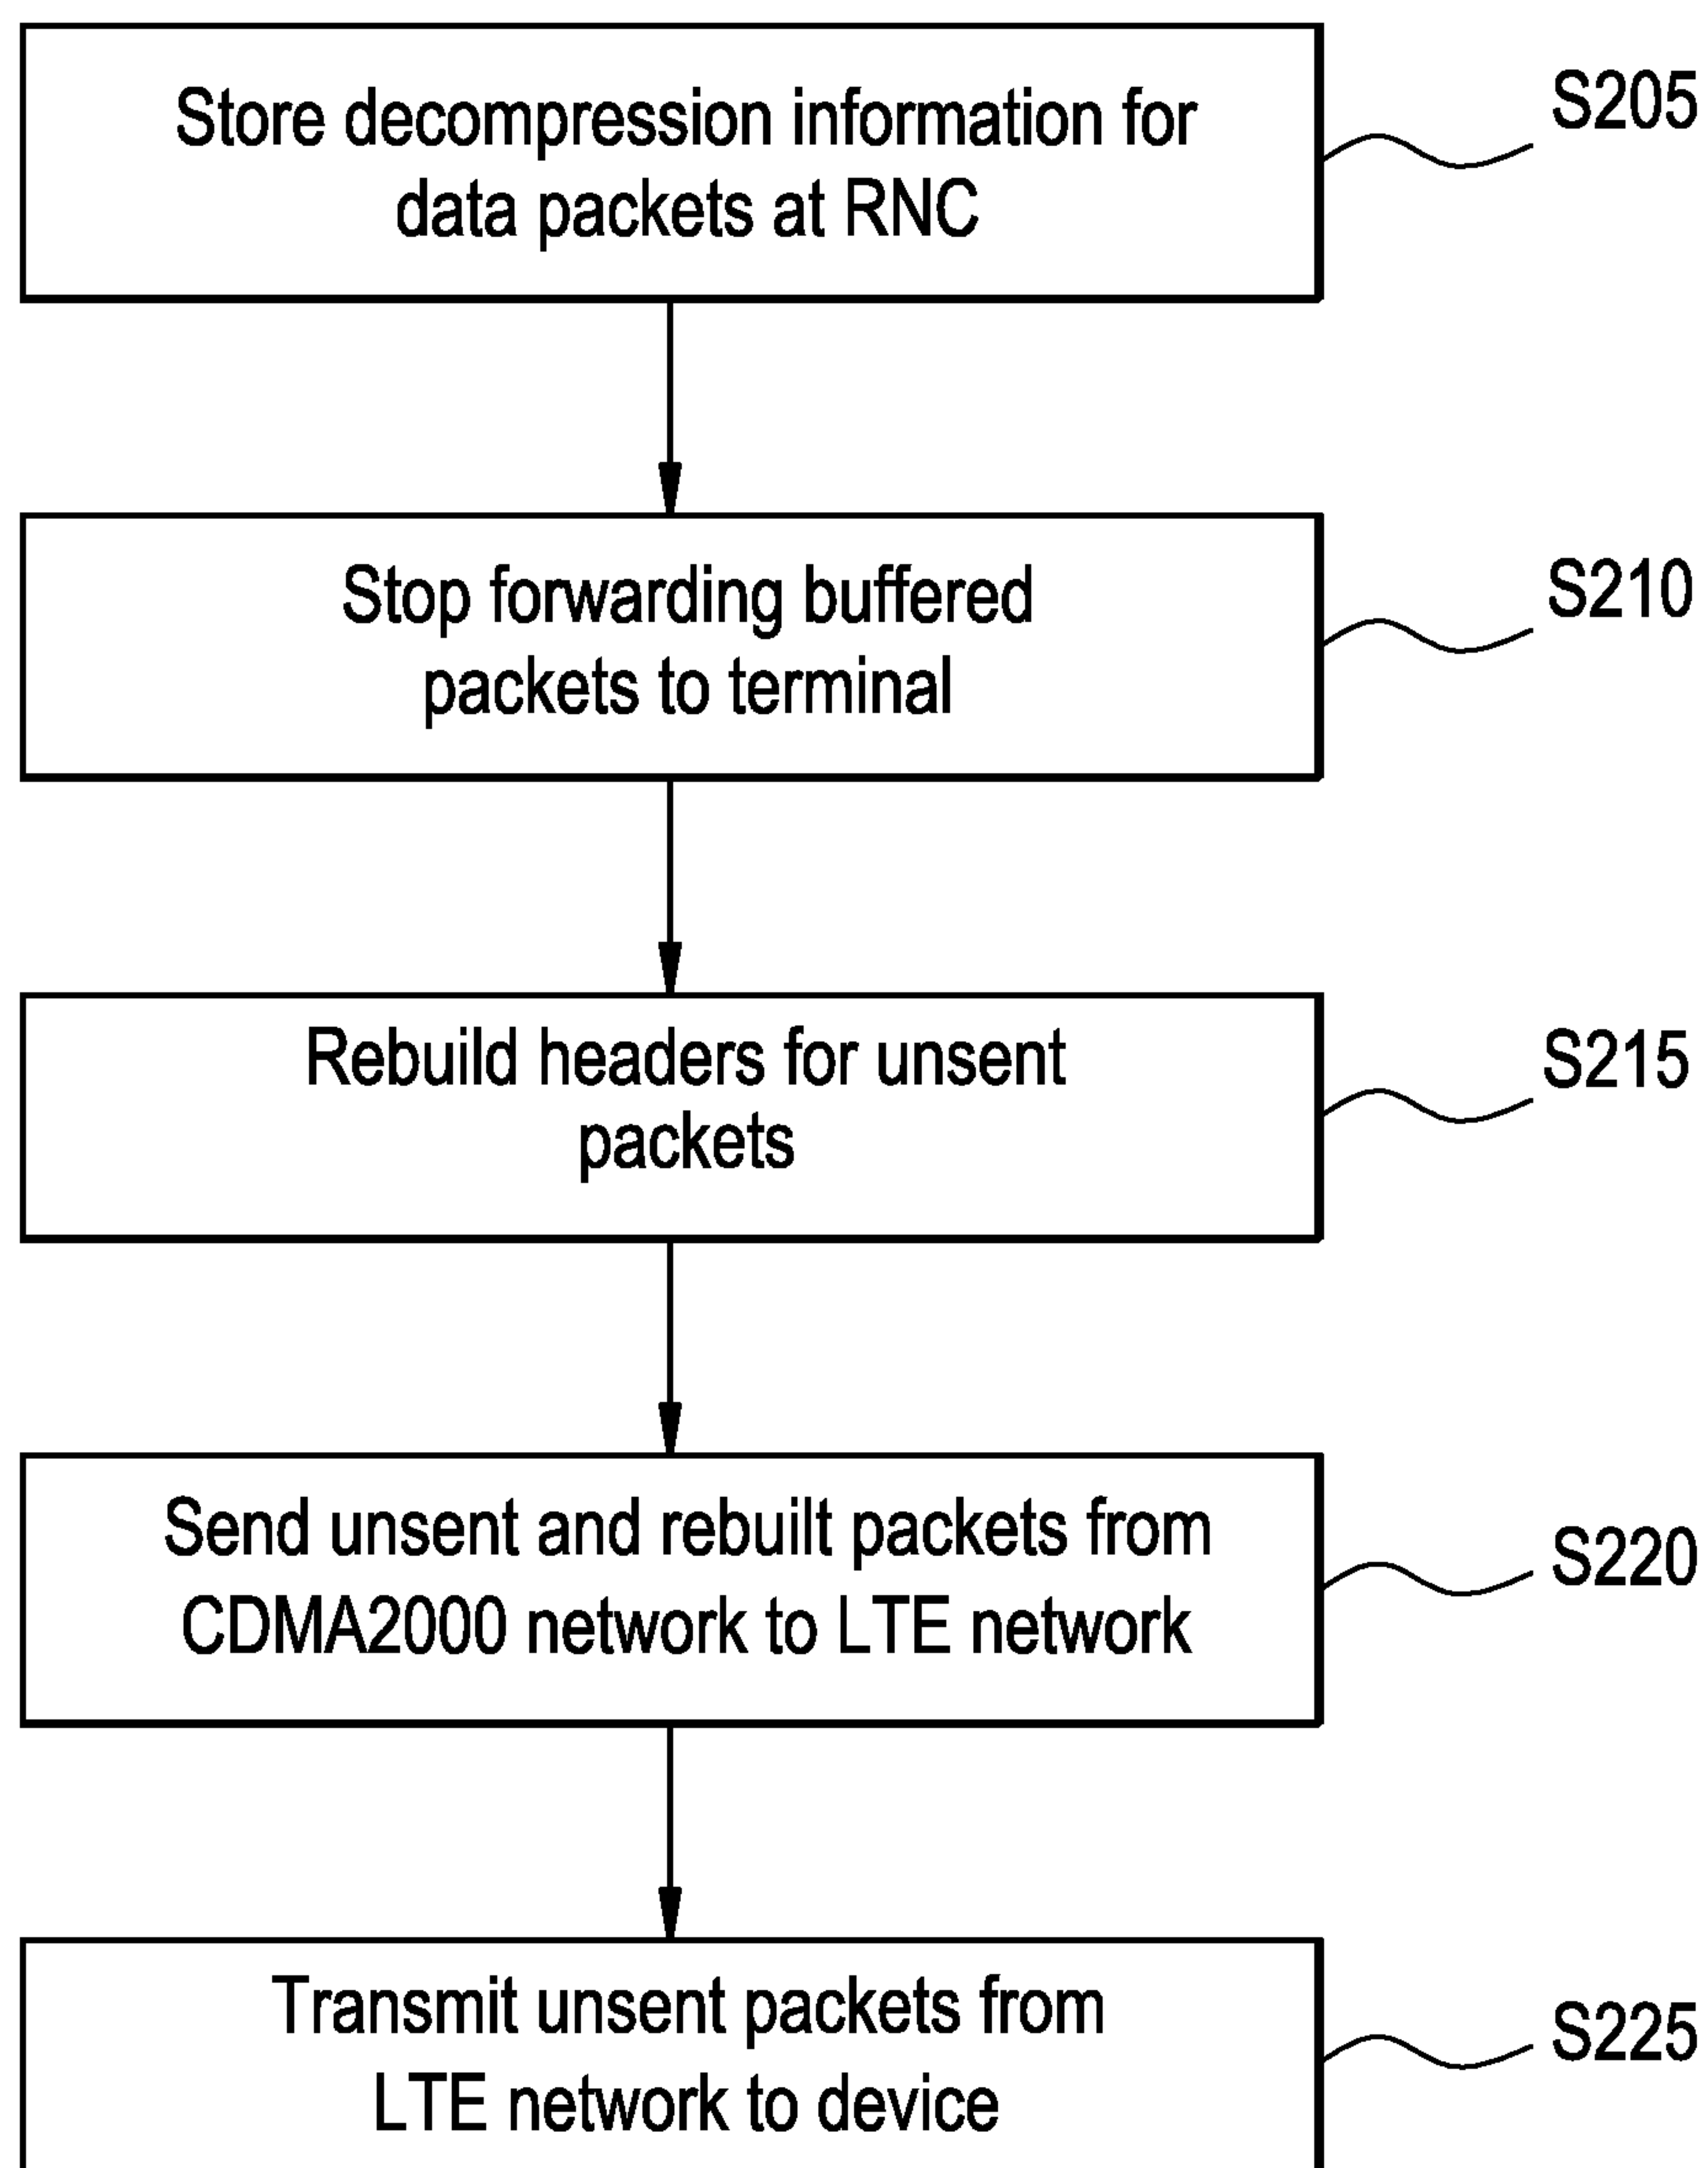 Store decompression information for
data packets at RNC
S205
Stop forwarding buffered
packets to terminal
S210
Rebuild headers for unsent
packets
S215
Send unsent and rebuilt packets from
CDMA2000 network to LTE network
S220
Transmit unsent packets from
LTE network to device
S225